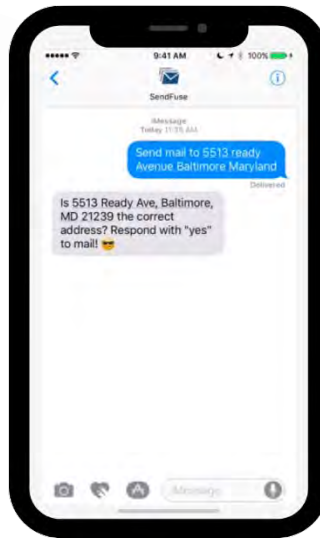 9:41 AM
100%
SendFuse
iMessage
Today 11:35 AM
Send mail to 5513 ready
Avenue Baltimore Maryland
Delivered
Is 5513 Ready Ave, Baltimore,
MD 21239 the correct
address? Respond with "yes"
to mail! 😎
iMessage